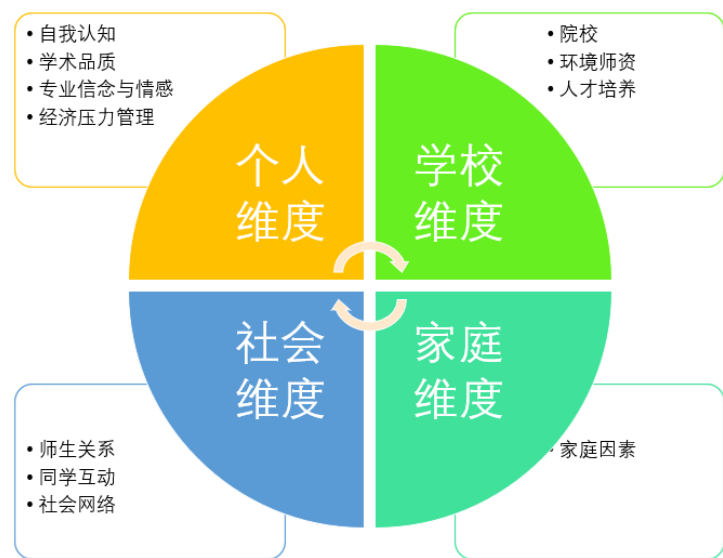 • 自我认知
• 学术品质
• 专业信念与情感
• 经济压力管理
• 院校
• 环境师资
• 人才培养
个人
维度
学校
维度
社会
维度
家庭
维度
• 师生关系
• 同学互动
• 社会网络
• 家庭因素